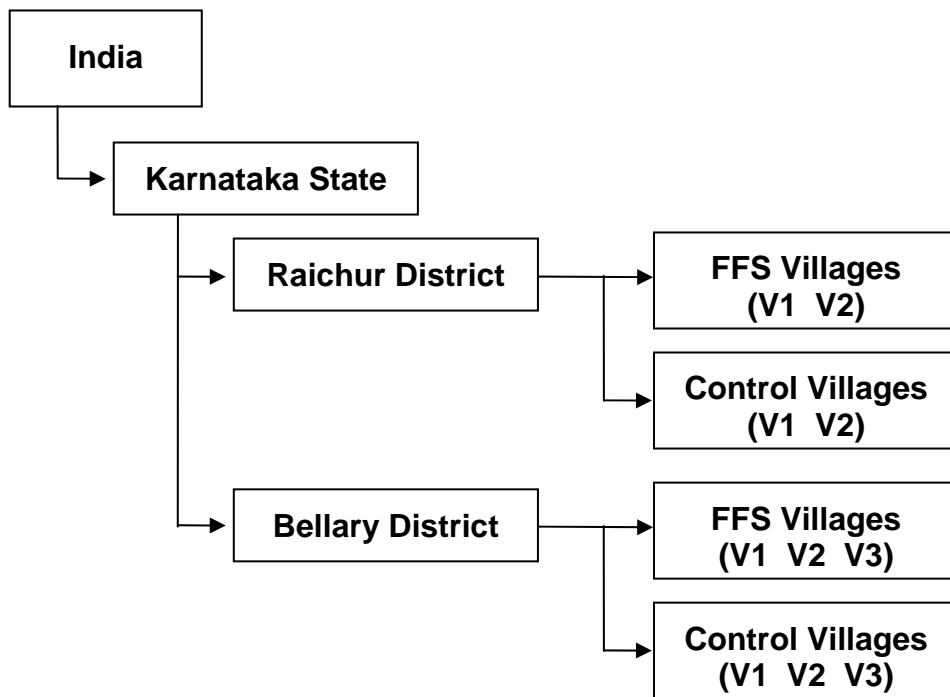 India
Karnataka State
Raichur District
FFS Villages
(V1 V2)
Control Villages
(V1 V2)
Bellary District
FFS Villages
(V1 V2 V3)
Control Villages
(V1 V2 V3)